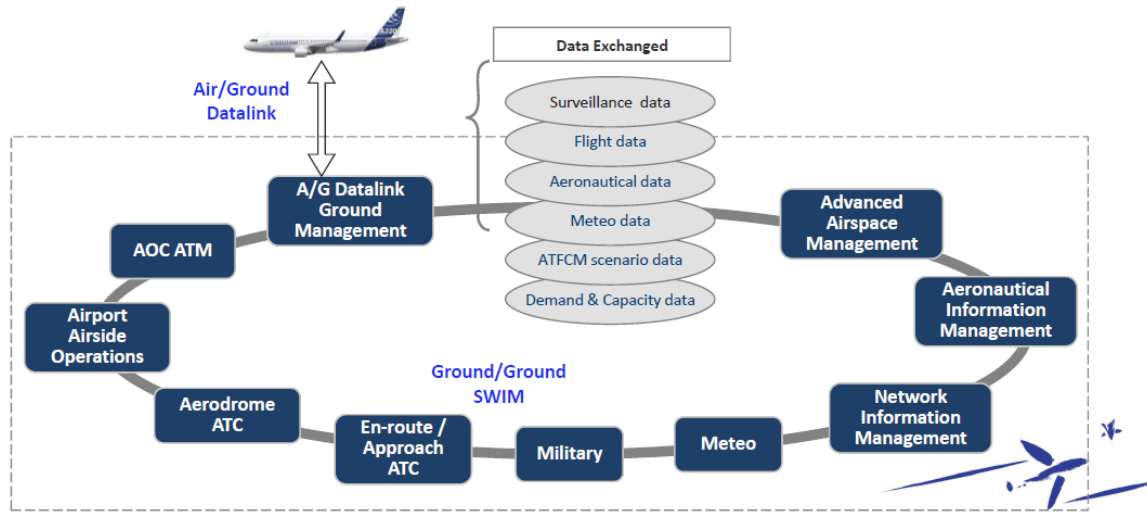 Data Exchanged
Air/Ground
Datalink
Surveillance data
Flight data
Aeronautical data
Meteo data
ATFCM scenario data
Demand & Capacity data
A/G Datalink
Ground
Management
Advanced
Airspace
Management
AOC ATM
Aeronautical
Information
Management
Airport
Airside
Operations
Ground/Ground
SWIM
Aerodrome
ATC
En-route /
Approach
ATC
Military
Meteo
Network
Information
Management